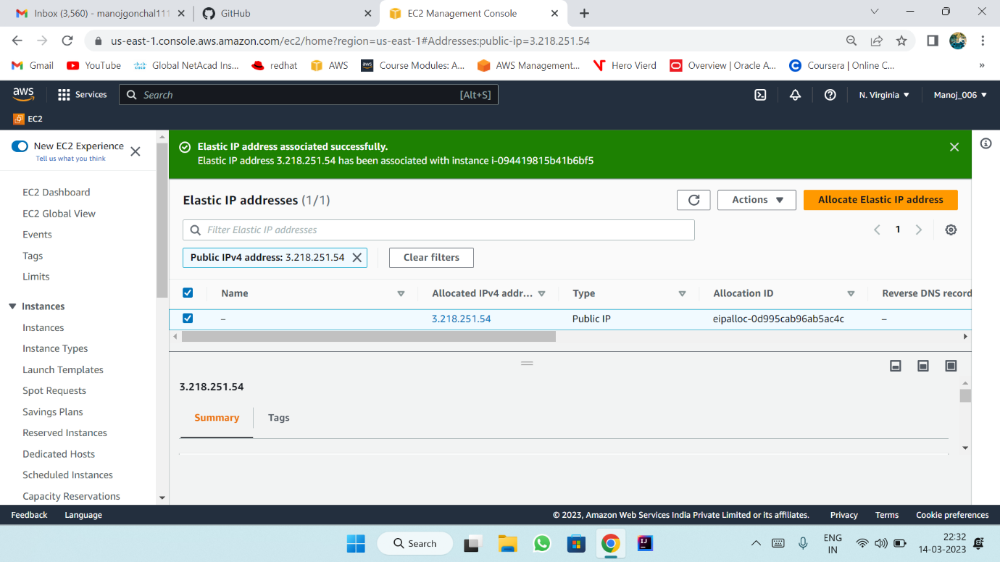 Inbox (3,560) - manojgonchal111
GitHub
EC2 Management Console
us-east-1.console.aws.amazon.com/ec2/home?region=us-east-1#Addresses:public-ip=3.218.251.54
Gmail
YouTube
Global NetAcad Ins...
redhat
AWS
Course Modules: A...
AWS Management...
Hero Vierd
Overview | Oracle A...
Coursera | Online C...
»
aws
Services
Search
[Alt+S]
N. Virginia
Manoj_006
EC2
New EC2 Experience
Tell us what you think
Elastic IP address associated successfully.
Elastic IP address 3.218.251.54 has been associated with instance i-094419815b41b6bf5
EC2 Dashboard
EC2 Global View
Events
Tags
Limits
Instances
Instances
Instance Types
Launch Templates
Spot Requests
Savings Plans
Reserved Instances
Dedicated Hosts
Scheduled Instances
Capacity Reservations
Elastic IP addresses (1/1)
Actions
Allocate Elastic IP address
Filter Elastic IP addresses
1
Public IPv4 address: 3.218.251.54
Clear filters
Name
Allocated IPv4 addr...
Type
Allocation ID
Reverse DNS record
–
3.218.251.54
Public IP
eipalloc-0d995cab96ab5ac4c
–
3.218.251.54
Summary
Tags
Feedback
Language
© 2023, Amazon Web Services India Private Limited or its affiliates.
Privacy
Terms
Cookie preferences
Search
ENG
IN
22:32
14-03-2023